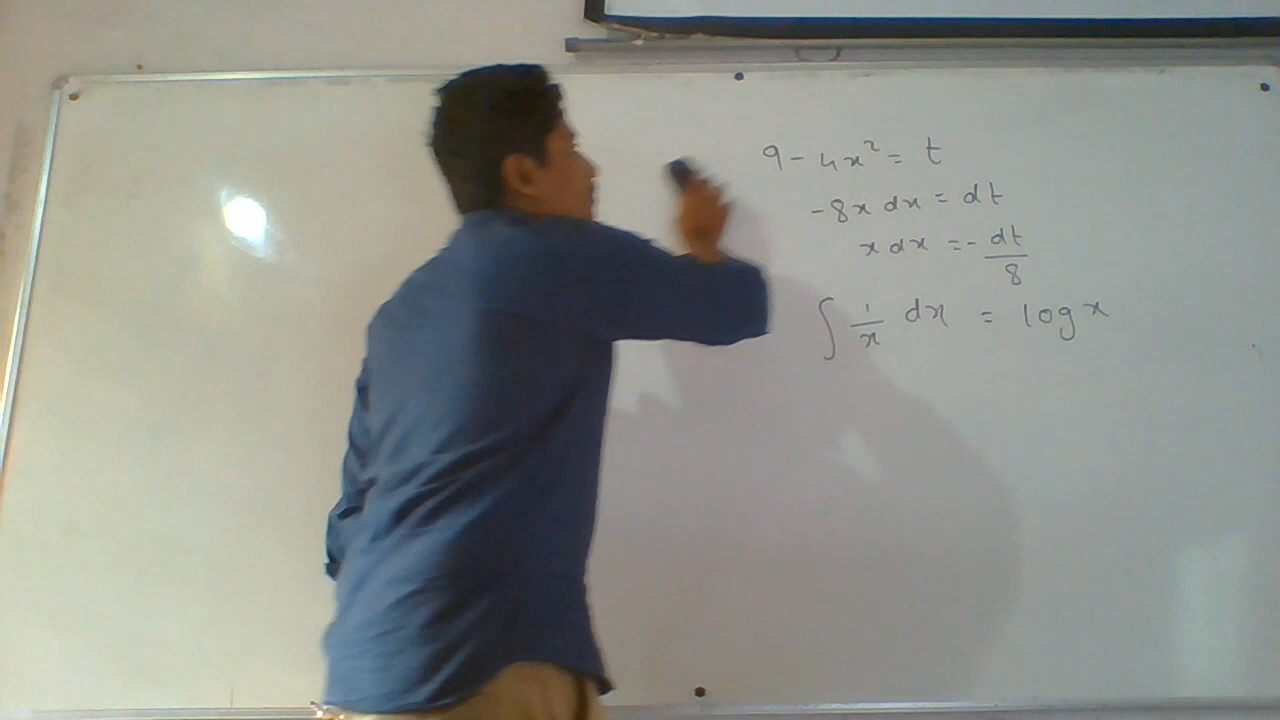 9 - 4x² = t
-8x dx = dt
x dx = - dt/8
∫ 1/x dx = log x